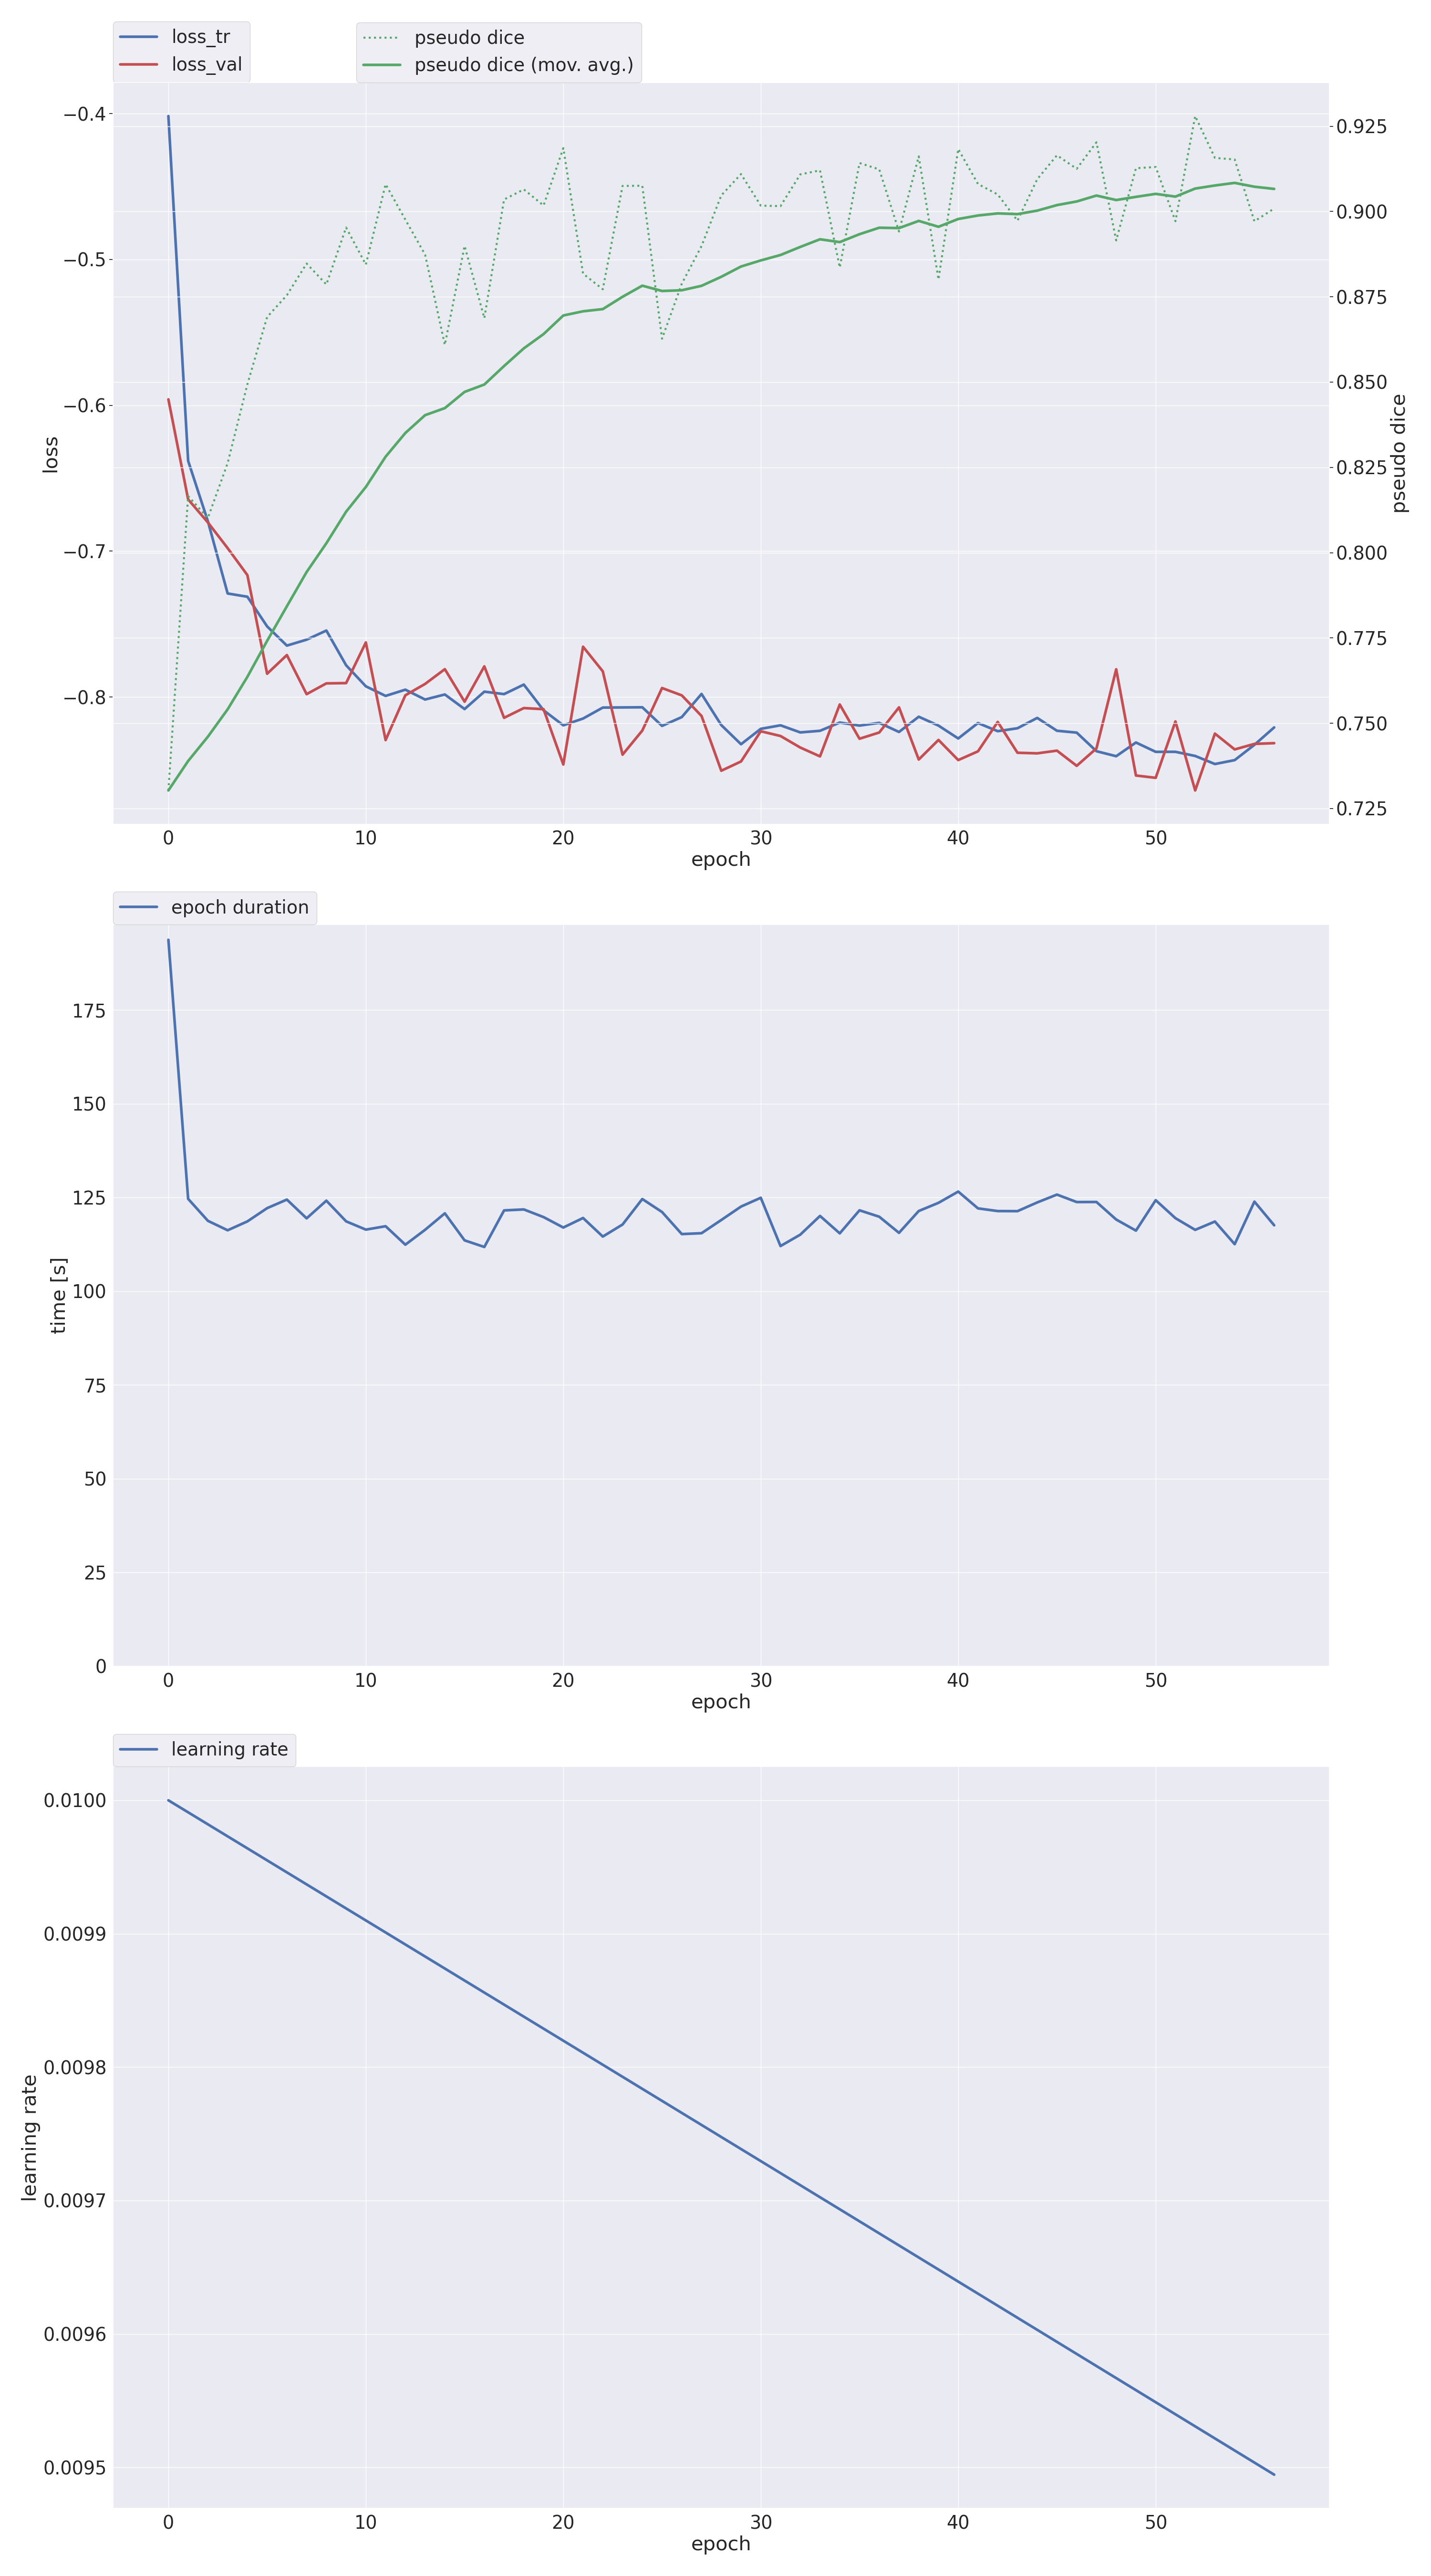 loss_tr
loss_val
pseudo dice
pseudo dice (mov. avg.)
−0.4
−0.5
−0.6
−0.7
−0.8
loss
0.925
0.900
0.875
0.850
0.825
0.800
0.775
0.750
0.725
pseudo dice
0 10 20 30 40 50
epoch
epoch duration
175
150
125
100
75
50
25
0
time [s]
0 10 20 30 40 50
epoch
learning rate
0.0100
0.0099
0.0098
0.0097
0.0096
0.0095
learning rate
0 10 20 30 40 50
epoch